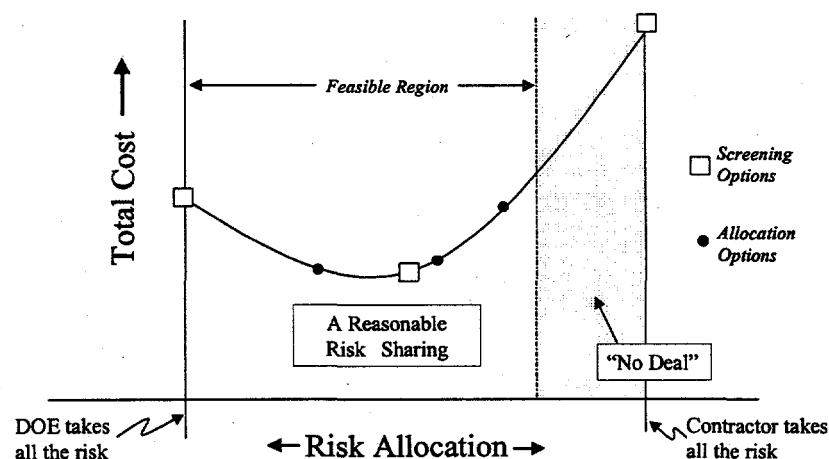 Feasible Region
Total Cost
Screening
Options
Allocation
Options
A Reasonable
Risk Sharing
"No Deal"
DOE takes
all the risk
Risk Allocation
Contractor takes
all the risk